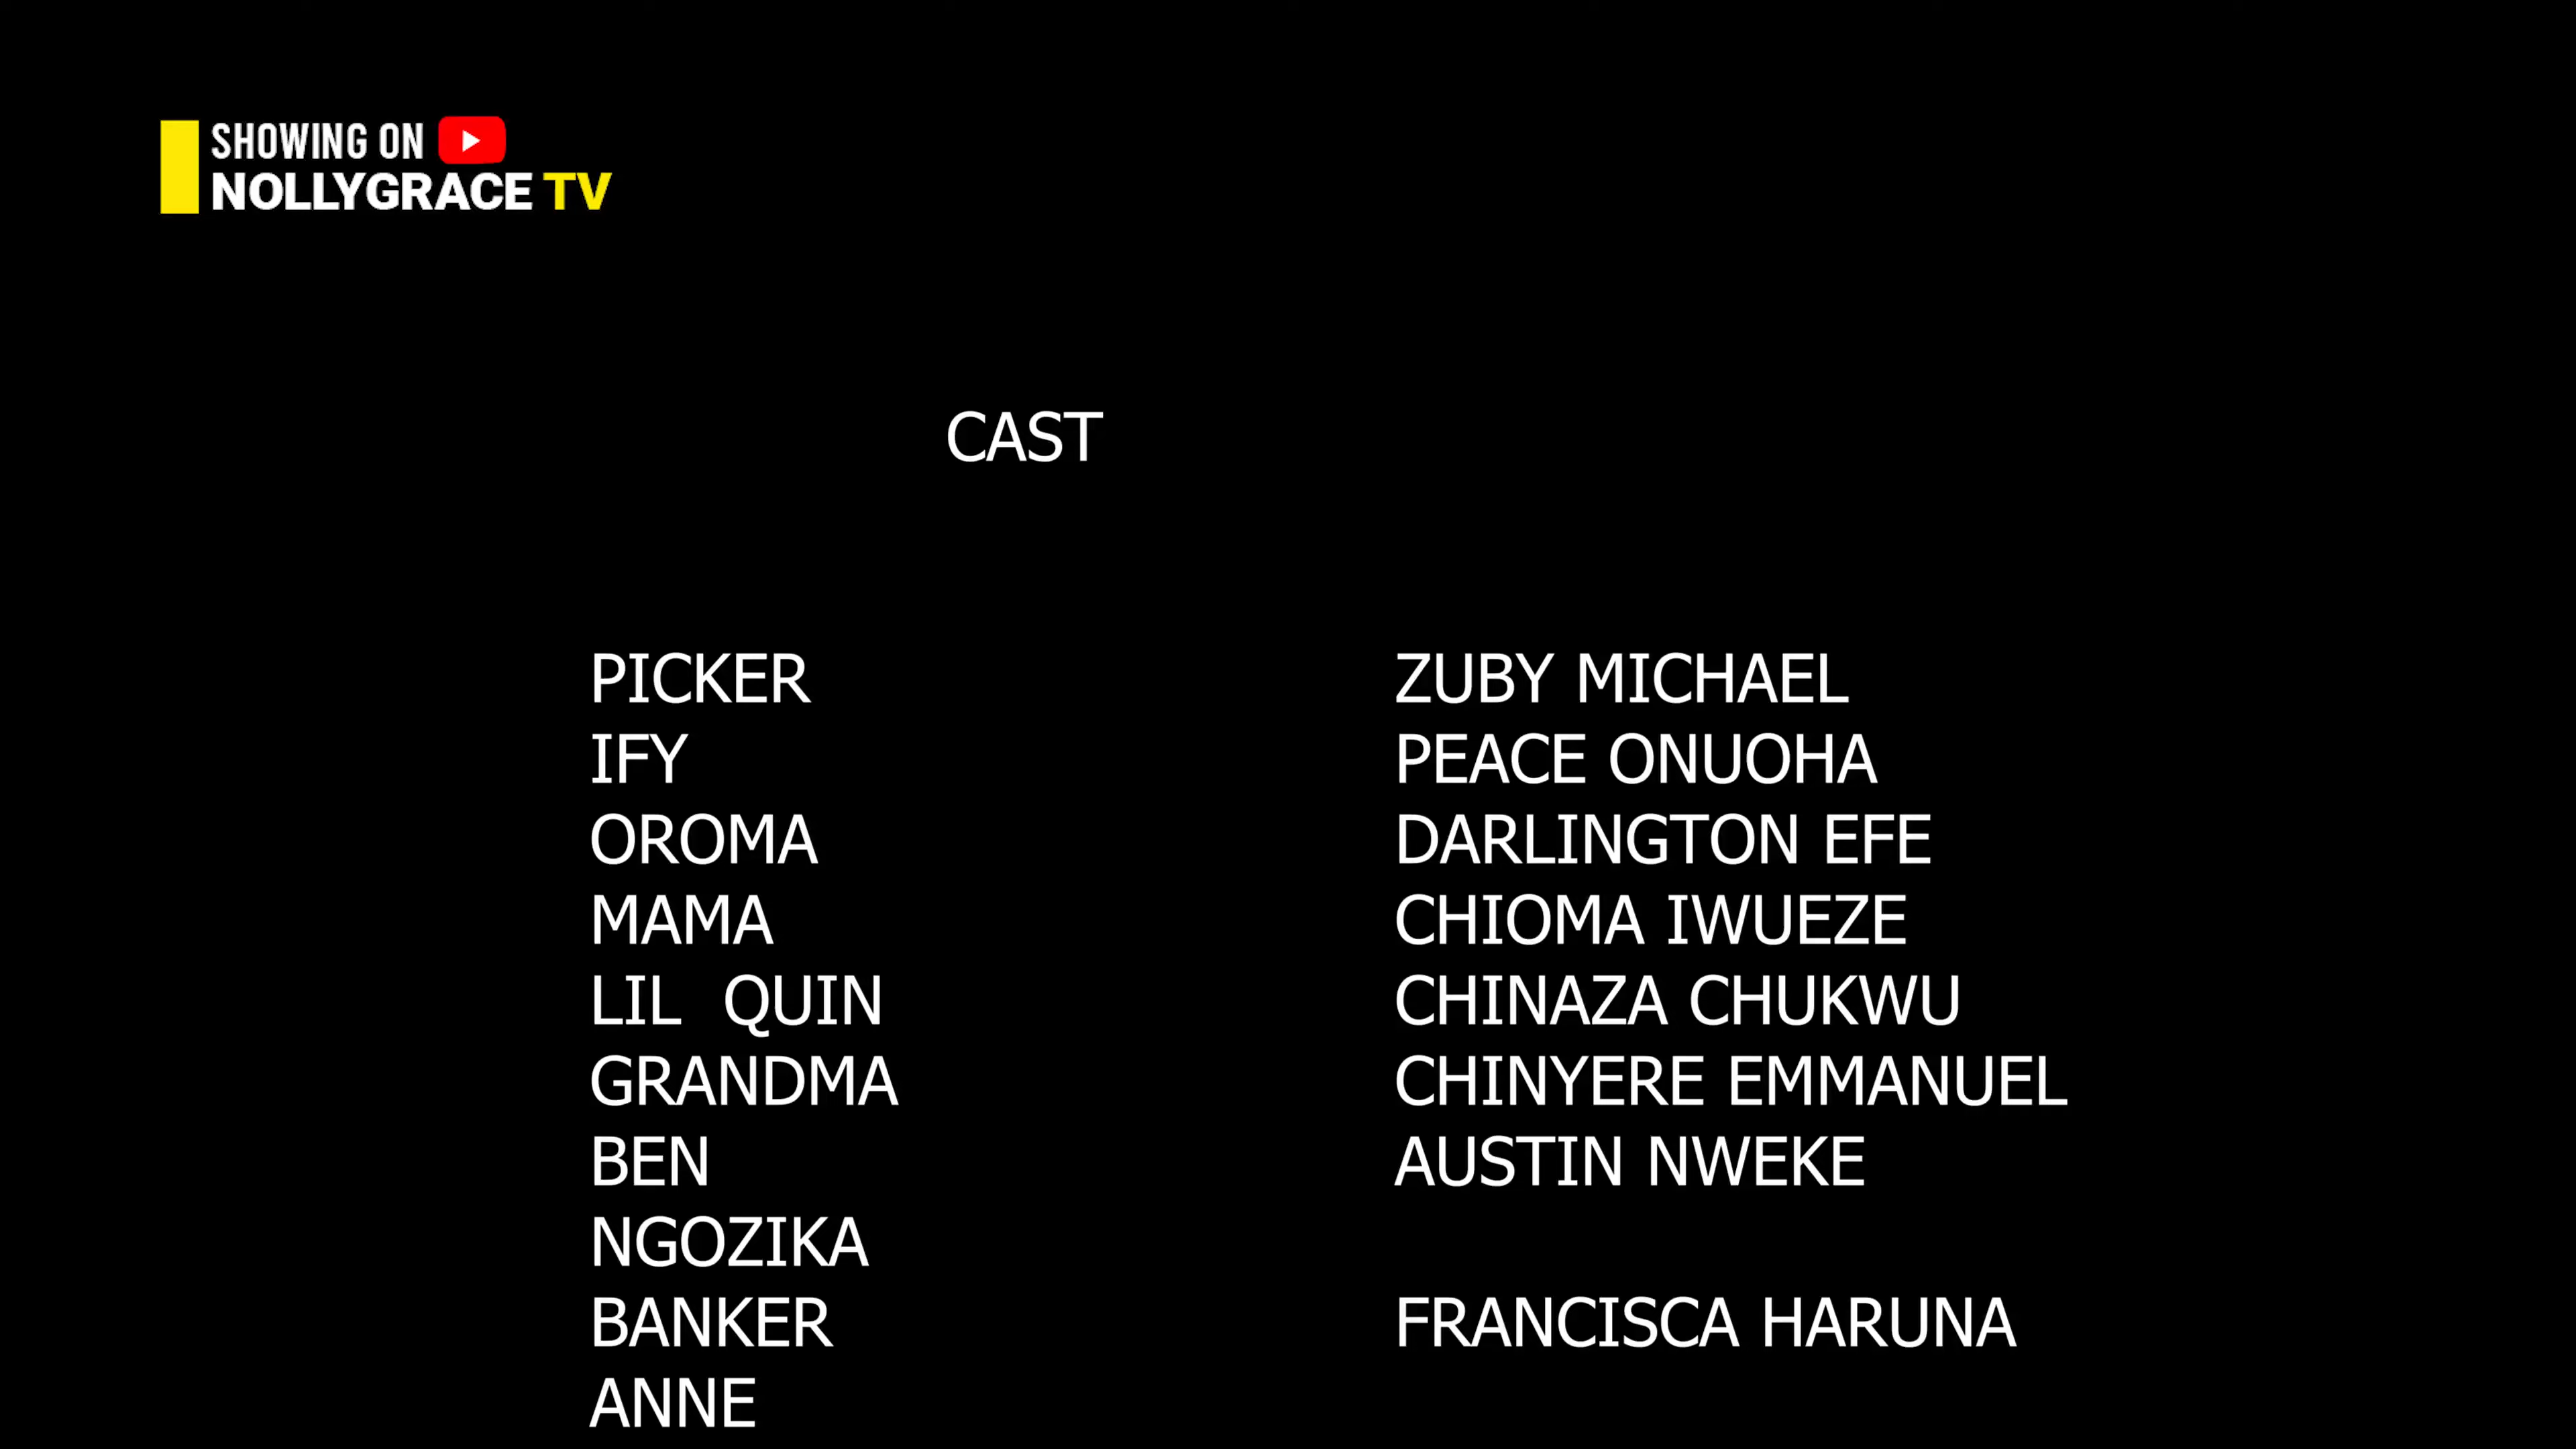 SHOWING ON
NOLLYGRACE TV
CAST
PICKER ZUBY MICHAEL
IFY PEACE ONUOHA
OROMA DARLINGTON EFE
MAMA CHIOMA IWUEZE
LIL QUIN CHINAZA CHUKWU
GRANDMA CHINYERE EMMANUEL
BEN AUSTIN NWEKE
NGOZIKA
BANKER FRANCISCA HARUNA
ANNE